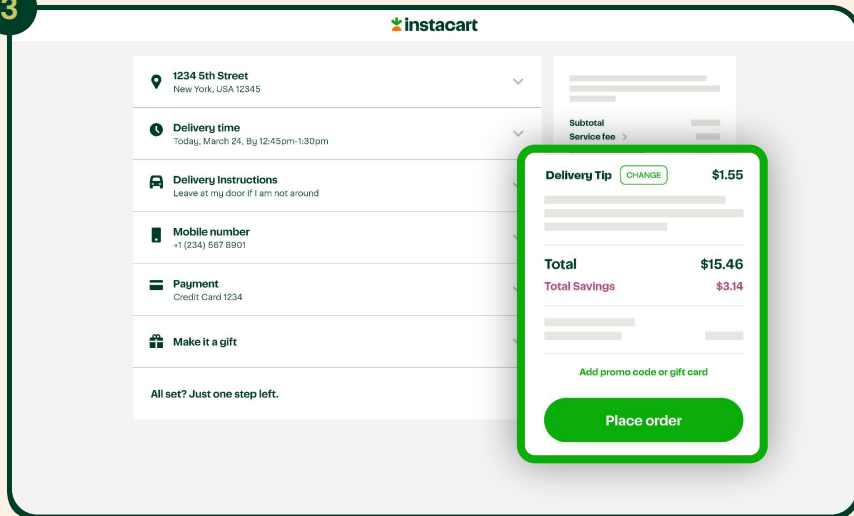 3
instacart
1234 5th Street
New York, USA 12345
Delivery time
Today, March 24, By 12:45pm-1:30pm
Delivery Instructions
Leave at my door if I am not around
Mobile number
+1 (234) 567 8901
Payment
Credit Card 1234
Make it a gift
All set? Just one step left.
Subtotal
Service fee >
Delivery Tip CHANGE $1.55
Total $15.46
Total Savings $3.14
Add promo code or gift card
Place order